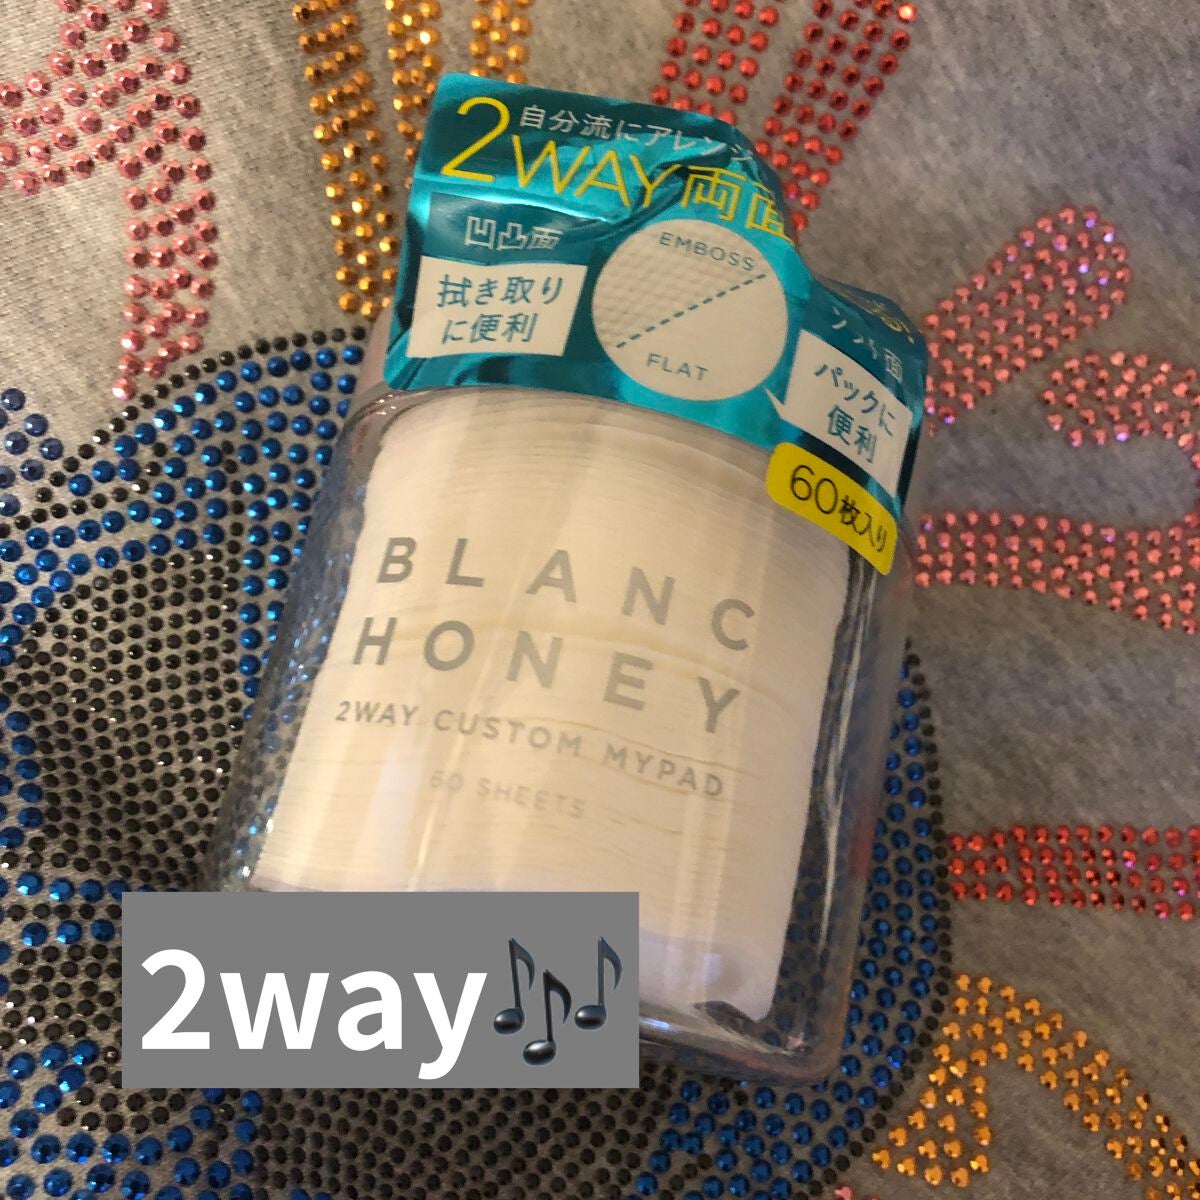 自分流にアレンジ
2WAY両面
凹凸面
拭き取り
に便利
EMBOSS
FLAT
面
パックに
便利
60枚入り
BLANC
HONEY
2WAY CUSTOM MYPAD
60 SHEETS
2way🎵